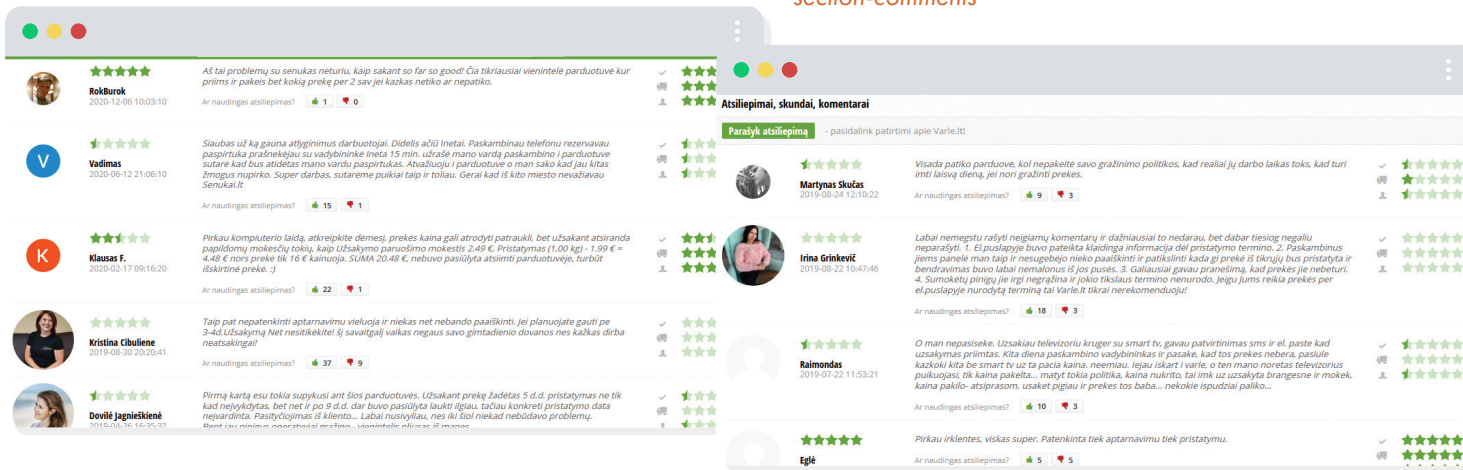 section-comments
RokBurok
2020-12-06 10:03:10
Aš tai problemų su senukas neturiu, kaip sakant so far so good! Čia tikriausiai vienintelė parduotuvė kur
priims ir pakeis bet kokią prekę per 2 sav jei kazkas netiko ar nepatiko.
Ar naudingas atsiliepimas? 1 0
V
Vadimas
2020-06-12 21:06:10
Siaubas už ką gauna atlyginimus darbuotojai. Didelis ačiū Inetai. Paskambinau telefonu rezervavau
paspirtuka prašnekėjau su vadybininkė Ineta 15 min. užrašė mano vardą paskambino i parduotuve
sutarė kad bus atidėtas mano vardu paspirtukas. Atvažiuoju i parduotuve o man sako kad jau kitas
žmogus nupirko. Super darbas, sutarėme puikiai taip ir toliau. Gerai kad iš kito miesto nevažiavau
Senukai.lt
Ar naudingas atsiliepimas? 15 1
K
Klausas F.
2020-02-17 09:16:20
Pirkau kompiuterio laidą, atkreipkite dėmesį, prekės kaina gali atrodyti patraukli, bet užsakant atsiranda
papildomų mokesčių tokių, kaip Užsakymo paruošimo mokestis 2.49 €, Pristatymas (1,00 kg) - 1.99 € =
4.48 € nors prekė tik 16 € kainuoja. SUMA 20.48 €, nebuvo pasiūlyta atsiimti parduotuvėje, turbūt
išskirtinė prekė. :)
Ar naudingas atsiliepimas? 22 1
Kristina Cibuliene
2019-08-30 20:20:41
Taip pat nepatenkinti aptarnavimu vieluoja ir niekas net nebando paaiškinti. Jei planuojate gauti pe
3-4d.Užsakymą Net nesitikėkite! šį savaitgalį vaikas negaus savo gimtadienio dovanos nes kažkas dirba
neatsakingai!
Ar naudingas atsiliepimas? 37 9
Dovilė Jagnieškienė
2019-04-26 16:35:32
Pirmą kartą esu tokia supykusi ant šios parduotuvės. Užsakant prekę žadėtas 5 d.d. pristatymas ne tik
kad neįvykdytas, bet net ir po 9 d.d. dar buvo pasiūlyta laukti ilgiau, tačiau konkreti pristatymo data
neįvardinta. Pasityčiojimas iš kliento... Labai nusivyliau, nes iki šiol niekad nebūdavo problemų.
Bent jau pinigus operatyviai grąžino - vienintelis pliusas iš manęs
Atsiliepimai, skundai, komentarai
Parašyk atsiliepimą - pasidalink patirtimi apie Varle.lt!
Martynas Skučas
2019-08-24 12:10:22
Visada patiko parduovė, kol nepakeitė savo gražinimo politikos, kad realiai jų darbo laikas toks, kad turi
imti laisvą dieną, jei nori gražinti prekes.
Ar naudingas atsiliepimas? 9 3
Irina Grinkevič
2019-08-22 10:47:46
Labai nemegstu rašyti neigiamų komentarų ir dažniausiai to nedarau, bet dabar tiesiog negaliu
neparašyti. 1. El.puslapyje buvo pateikta klaidinga informacija dėl pristatymo termino. 2. Paskambinus
jiems panelė man taip ir nesugebėjo nieko paaiškinti ir patikslinti kada gi prekė iš tikrųjų bus pristatyta ir
bendravimas buvo labai nemalonus iš jos pusės. 3. Galiausiai gavau pranešimą, kad prekės jie nebeturi.
4. Sumokėtų pinigų jie irgi negrąžina ir jokio tikslaus termino nenurodo. Jeigu Jums reikia prekės per
el.puslapyje nurodytą terminą tai Varle.lt tikrai nerekomenduoju!
Ar naudingas atsiliepimas? 18 3
Raimondas
2019-07-22 11:53:21
O man nepasiseke. Uzsakiau televizoriu kruger su smart tv, gavau patvirtinimas sms ir el. paste kad
uzsakymas priimtas. Kita diena paskambino vadybininkas ir pasake, kad tos prekes nebera, pasiule
kazkoki kita be smart tv uz ta pacia kaina. neemiau. Iejau iskart i varle, o ten mano noretas televizorius
puikuojasi, tik kaina pakelta... matyt tokia politika, kaina nukrito, tai imk uz uzsakyta brangesne ir mokek,
kaina pakilo- atsiprasom, usaket pigiau ir prekes tos baba... nekokie ispudziai paliko...
Ar naudingas atsiliepimas? 10 3
Eglė
Pirkau irklentes, viskas super. Patenkinta tiek aptarnavimu tiek pristatymu.
Ar naudingas atsiliepimas? 5 5